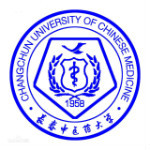 CHANGCHUN UNIVERSITY OF CHINESE MEDICINE
1958
长春中医药大学